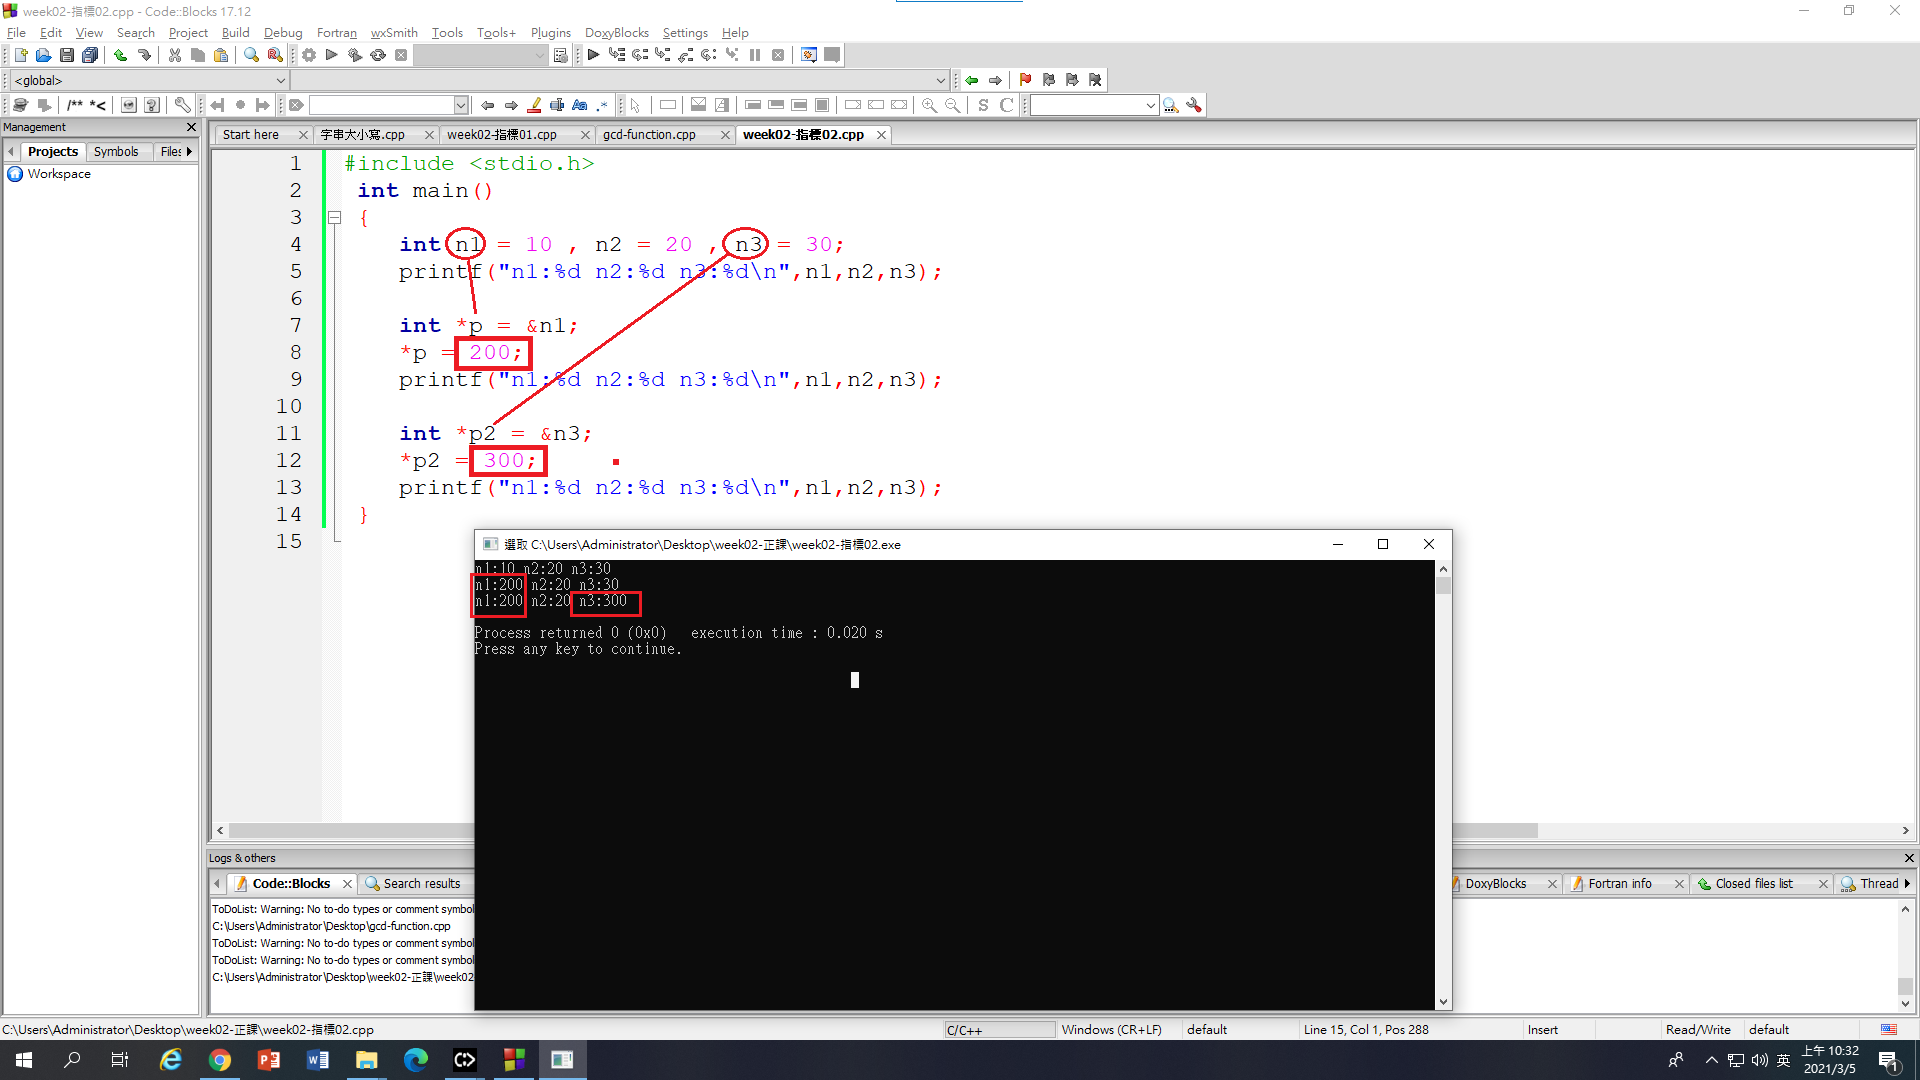 week02-指標02.cpp - Code::Blocks 17.12
File Edit View Search Project Build Debug Fortran wxSmith Tools Tools+ Plugins DoxyBlocks Settings Help
<global>
/** *<
S C
Management
Start here 字串大小寫.cpp week02-指標01.cpp gcd-function.cpp week02-指標02.cpp
Projects Symbols Files
Workspace
1 #include <stdio.h>
2 int main()
3 {
4 int n1 = 10 , n2 = 20 , n3 = 30;
5 printf("n1:%d n2:%d n3:%d\n",n1,n2,n3);
6
7 int *p = &n1;
8 *p = 200;
9 printf("n1:%d n2:%d n3:%d\n",n1,n2,n3);
10
11 int *p2 = &n3;
12 *p2 = 300;
13 printf("n1:%d n2:%d n3:%d\n",n1,n2,n3);
14 }
15
選取 C:\Users\Administrator\Desktop\week02-正課\week02-指標02.exe
n1:10 n2:20 n3:30
n1:200 n2:20 n3:30
n1:200 n2:20 n3:300
Process returned 0 (0x0) execution time : 0.020 s
Press any key to continue.
Logs & others
Code::Blocks Search results DoxyBlocks Fortran info Closed files list Thread
ToDoList: Warning: No to-do types or comment symbol
C:\Users\Administrator\Desktop\gcd-function.cpp
ToDoList: Warning: No to-do types or comment symbol
ToDoList: Warning: No to-do types or comment symbol
C:\Users\Administrator\Desktop\week02-正課\week02
C:\Users\Administrator\Desktop\week02-正課\week02-指標02.cpp C/C++ Windows (CR+LF) default Line 15, Col 1, Pos 288 Insert Read/Write default
英 上午 10:32
2021/3/5
1